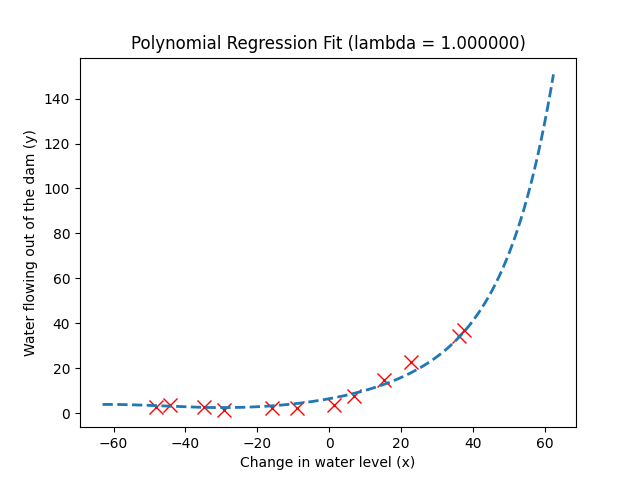 Polynomial Regression Fit (lambda = 1.000000)
Water flowing out of the dam (y)
140
120
100
80
60
40
20
0
−60 −40 −20 0 20 40 60
Change in water level (x)